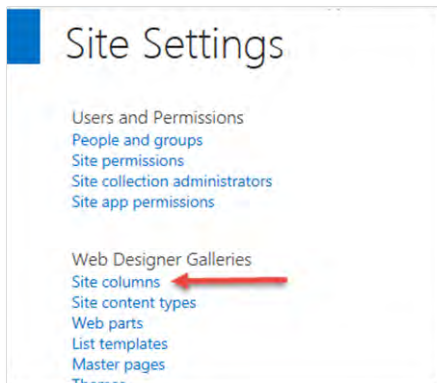 Site Settings
Users and Permissions
People and groups
Site permissions
Site collection administrators
Site app permissions
Web Designer Galleries
Site columns
Site content types
Web parts
List templates
Master pages
Themes